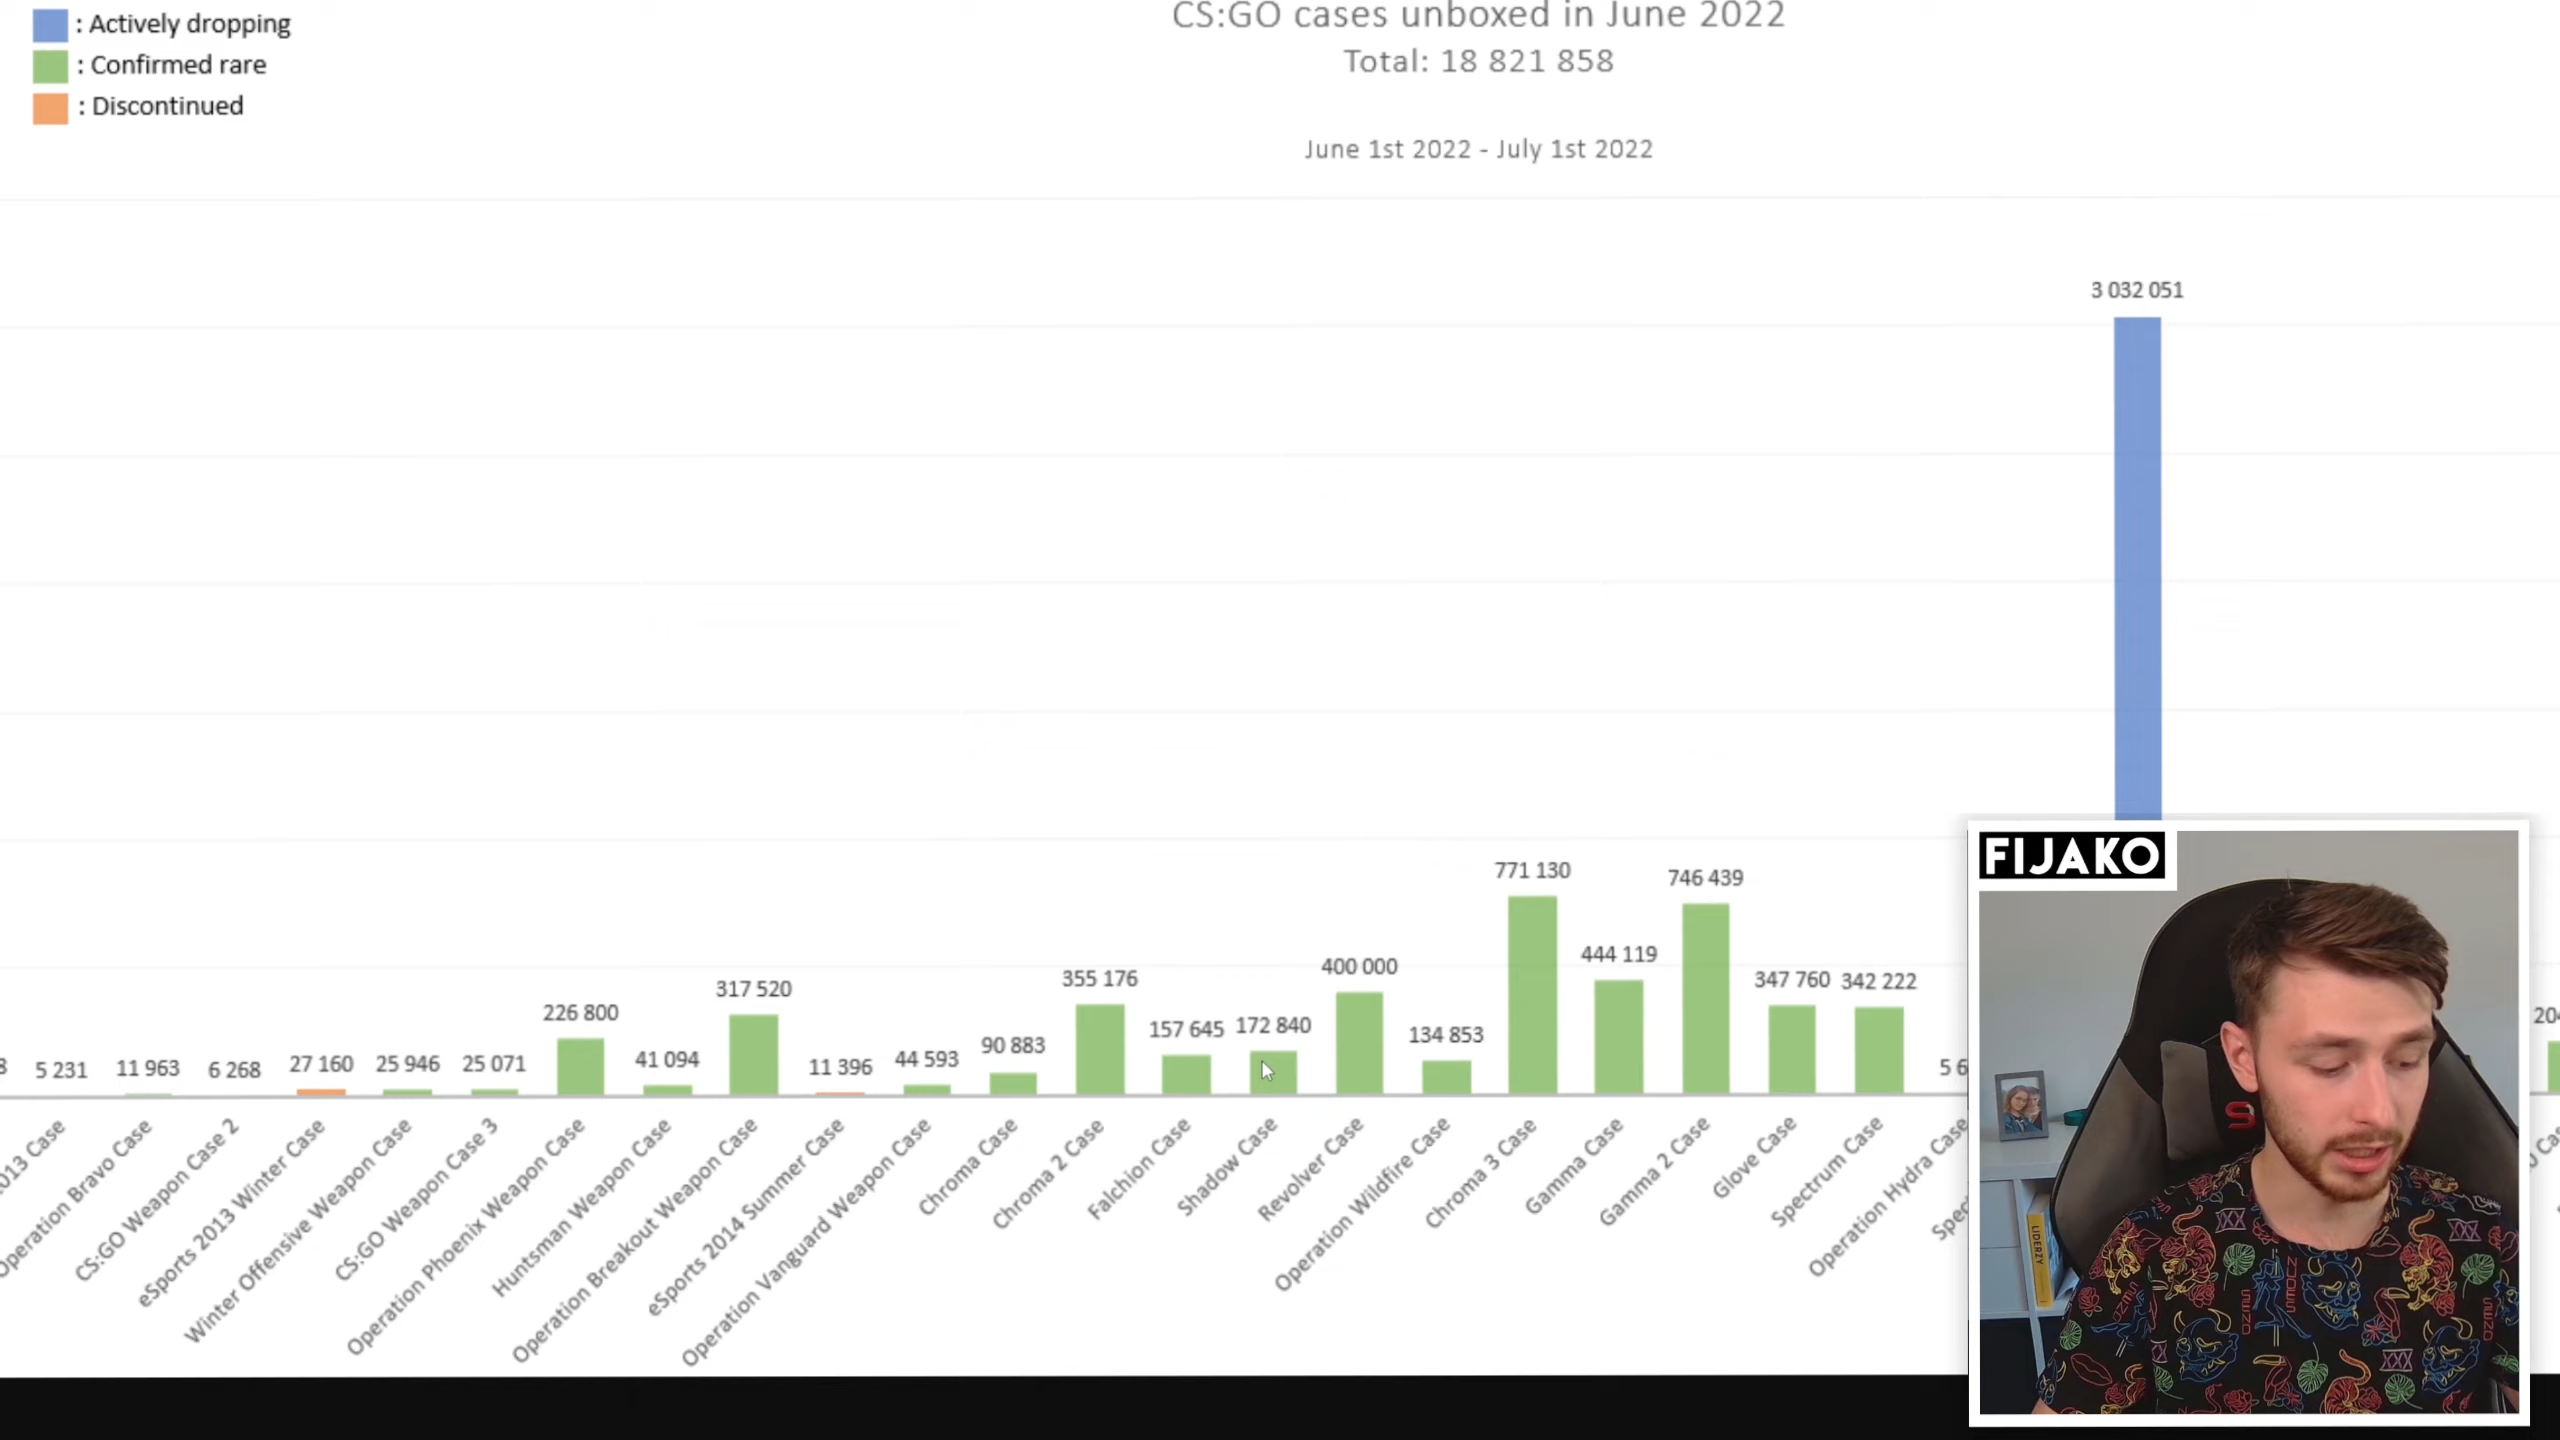 : Actively dropping
: Confirmed rare
: Discontinued
CS:GO cases unboxed in June 2022
Total: 18 821 858
June 1st 2022 - July 1st 2022
3 032 051
771 130
746 439
444 119
400 000
355 176
347 760
342 222
317 520
226 800
157 645
172 840
134 853
90 883
5 231
11 963
6 268
27 160
25 946
25 071
41 094
11 396
44 593
Operation Bravo Case
CS:GO Weapon Case 2
eSports 2013 Winter Case
Winter Offensive Weapon Case
CS:GO Weapon Case 3
Operation Phoenix Weapon Case
Huntsman Weapon Case
Operation Breakout Weapon Case
eSports 2014 Summer Case
Operation Vanguard Weapon Case
Chroma Case
Chroma 2 Case
Falchion Case
Shadow Case
Revolver Case
Operation Wildfire Case
Chroma 3 Case
Gamma Case
Gamma 2 Case
Glove Case
Spectrum Case
Operation Hydra Case
FIJAKO
LIDERZY